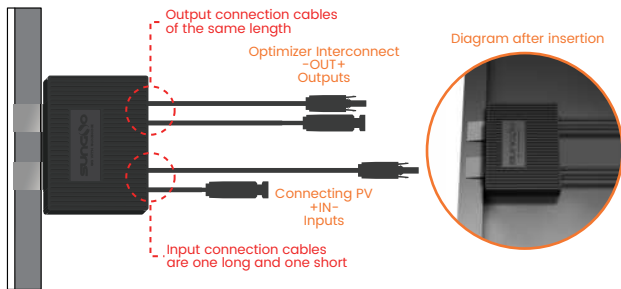 Output connection cables
of the same length
Optimizer Interconnect
-OUT+
Outputs
Diagram after insertion
sungo
Connecting PV
+IN-
Inputs
Input connection cables
are one long and one short